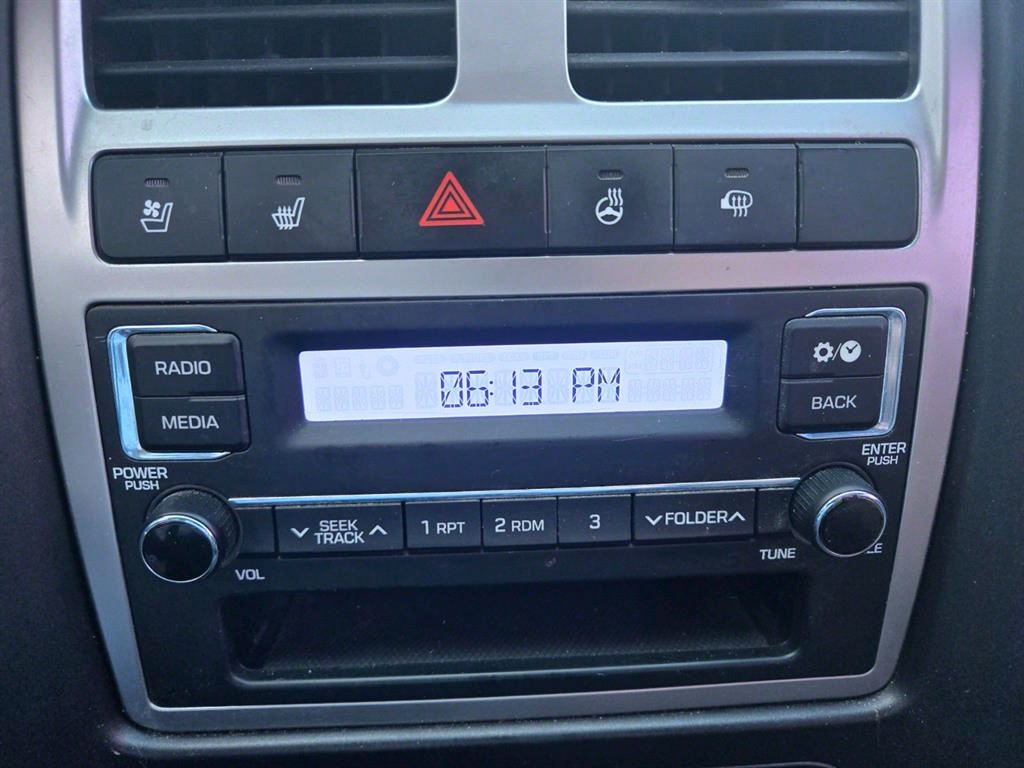 RADIO
MEDIA
06:13 PM
BACK
POWER
PUSH
ENTER
PUSH
SEEK
TRACK
1 RPT
2 RDM
3
FOLDER
VOL
TUNE